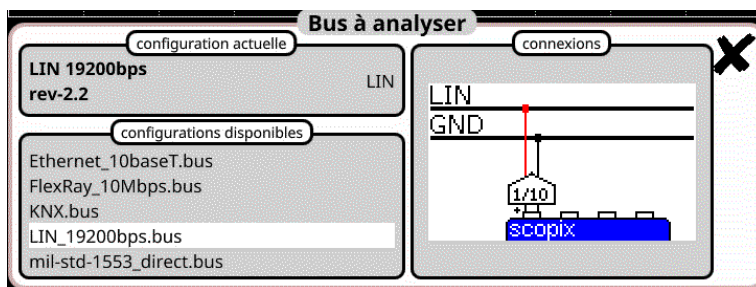 Bus à analyser
configuration actuelle
LIN 19200bps
rev-2.2
LIN
configurations disponibles
Ethernet_10baseT.bus
FlexRay_10Mbps.bus
KNX.bus
LIN_19200bps.bus
mil-std-1553_direct.bus
connexions
LIN
GND
1/10
+
scopix